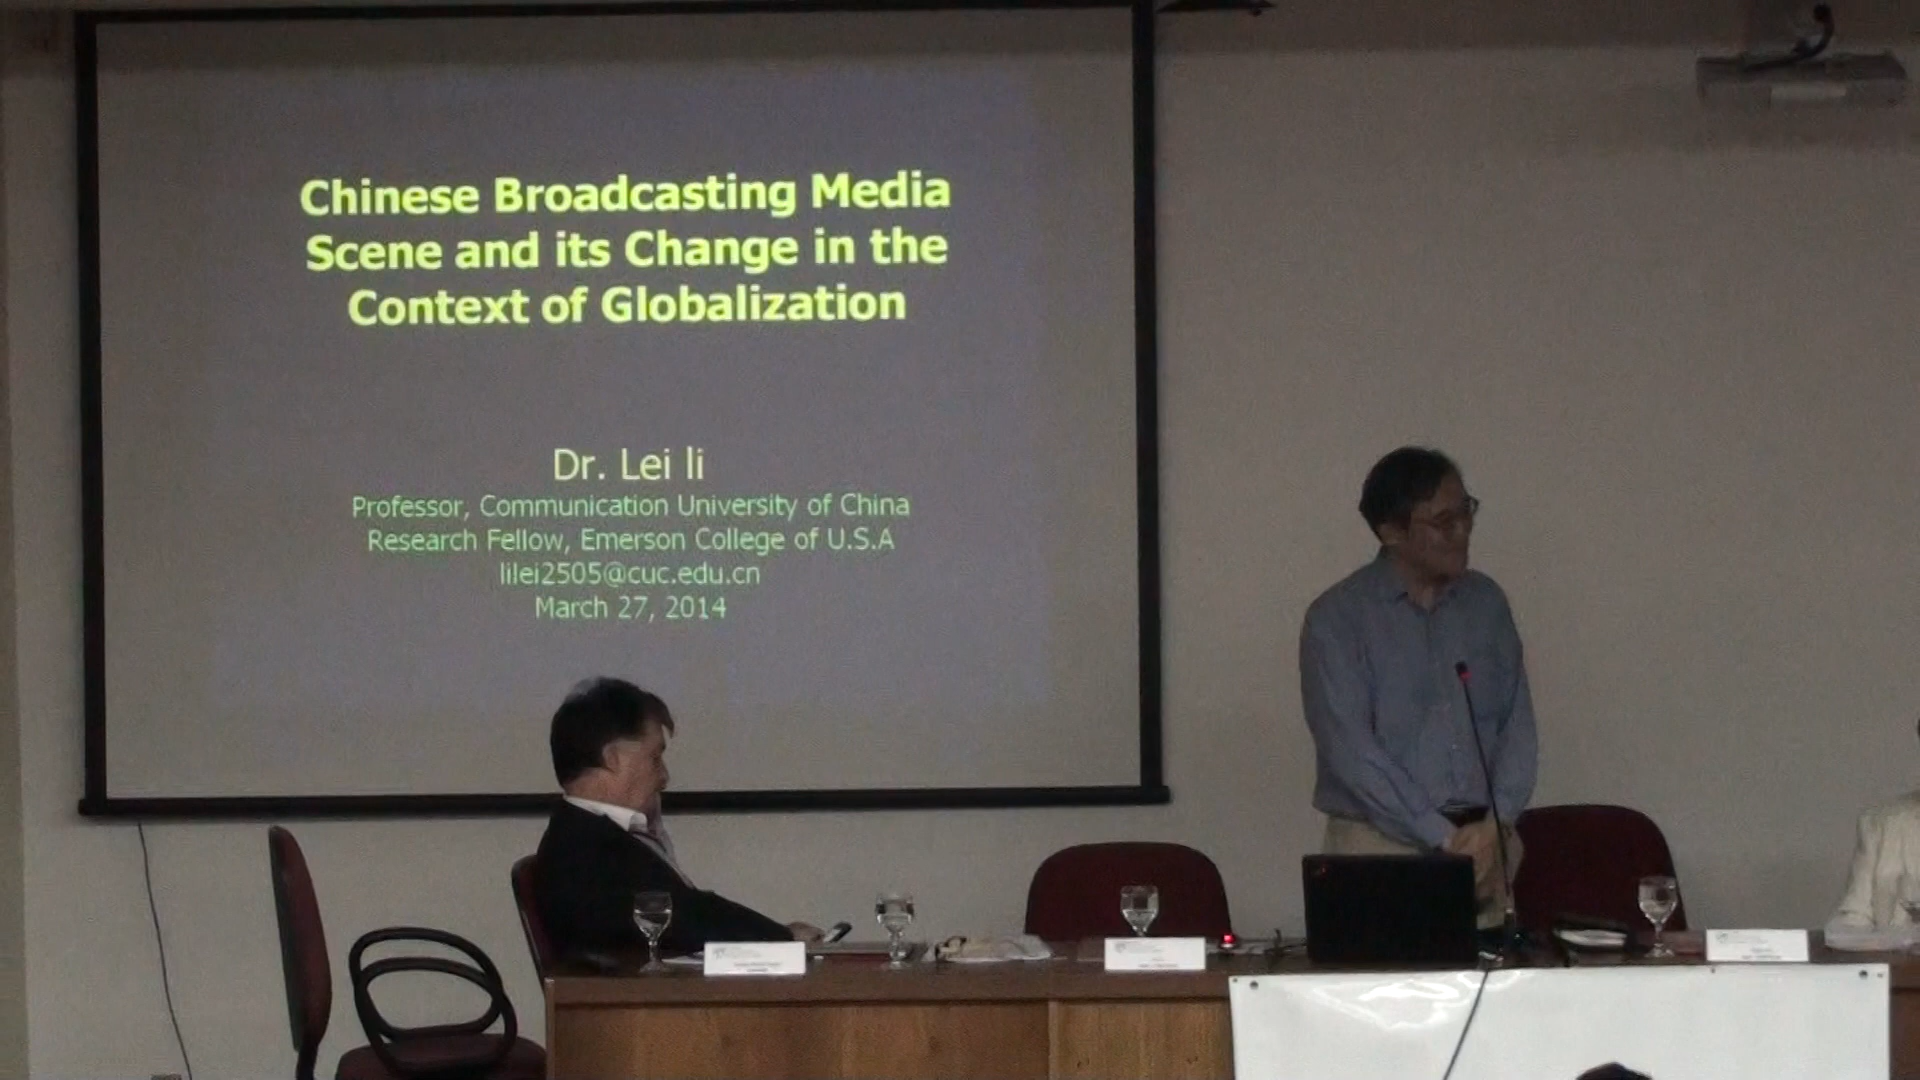 Chinese Broadcasting Media
Scene and its Change in the
Context of Globalization
Dr. Lei li
Professor, Communication University of China
Research Fellow, Emerson College of U.S.A
lilei2505@cuc.edu.cn
March 27, 2014